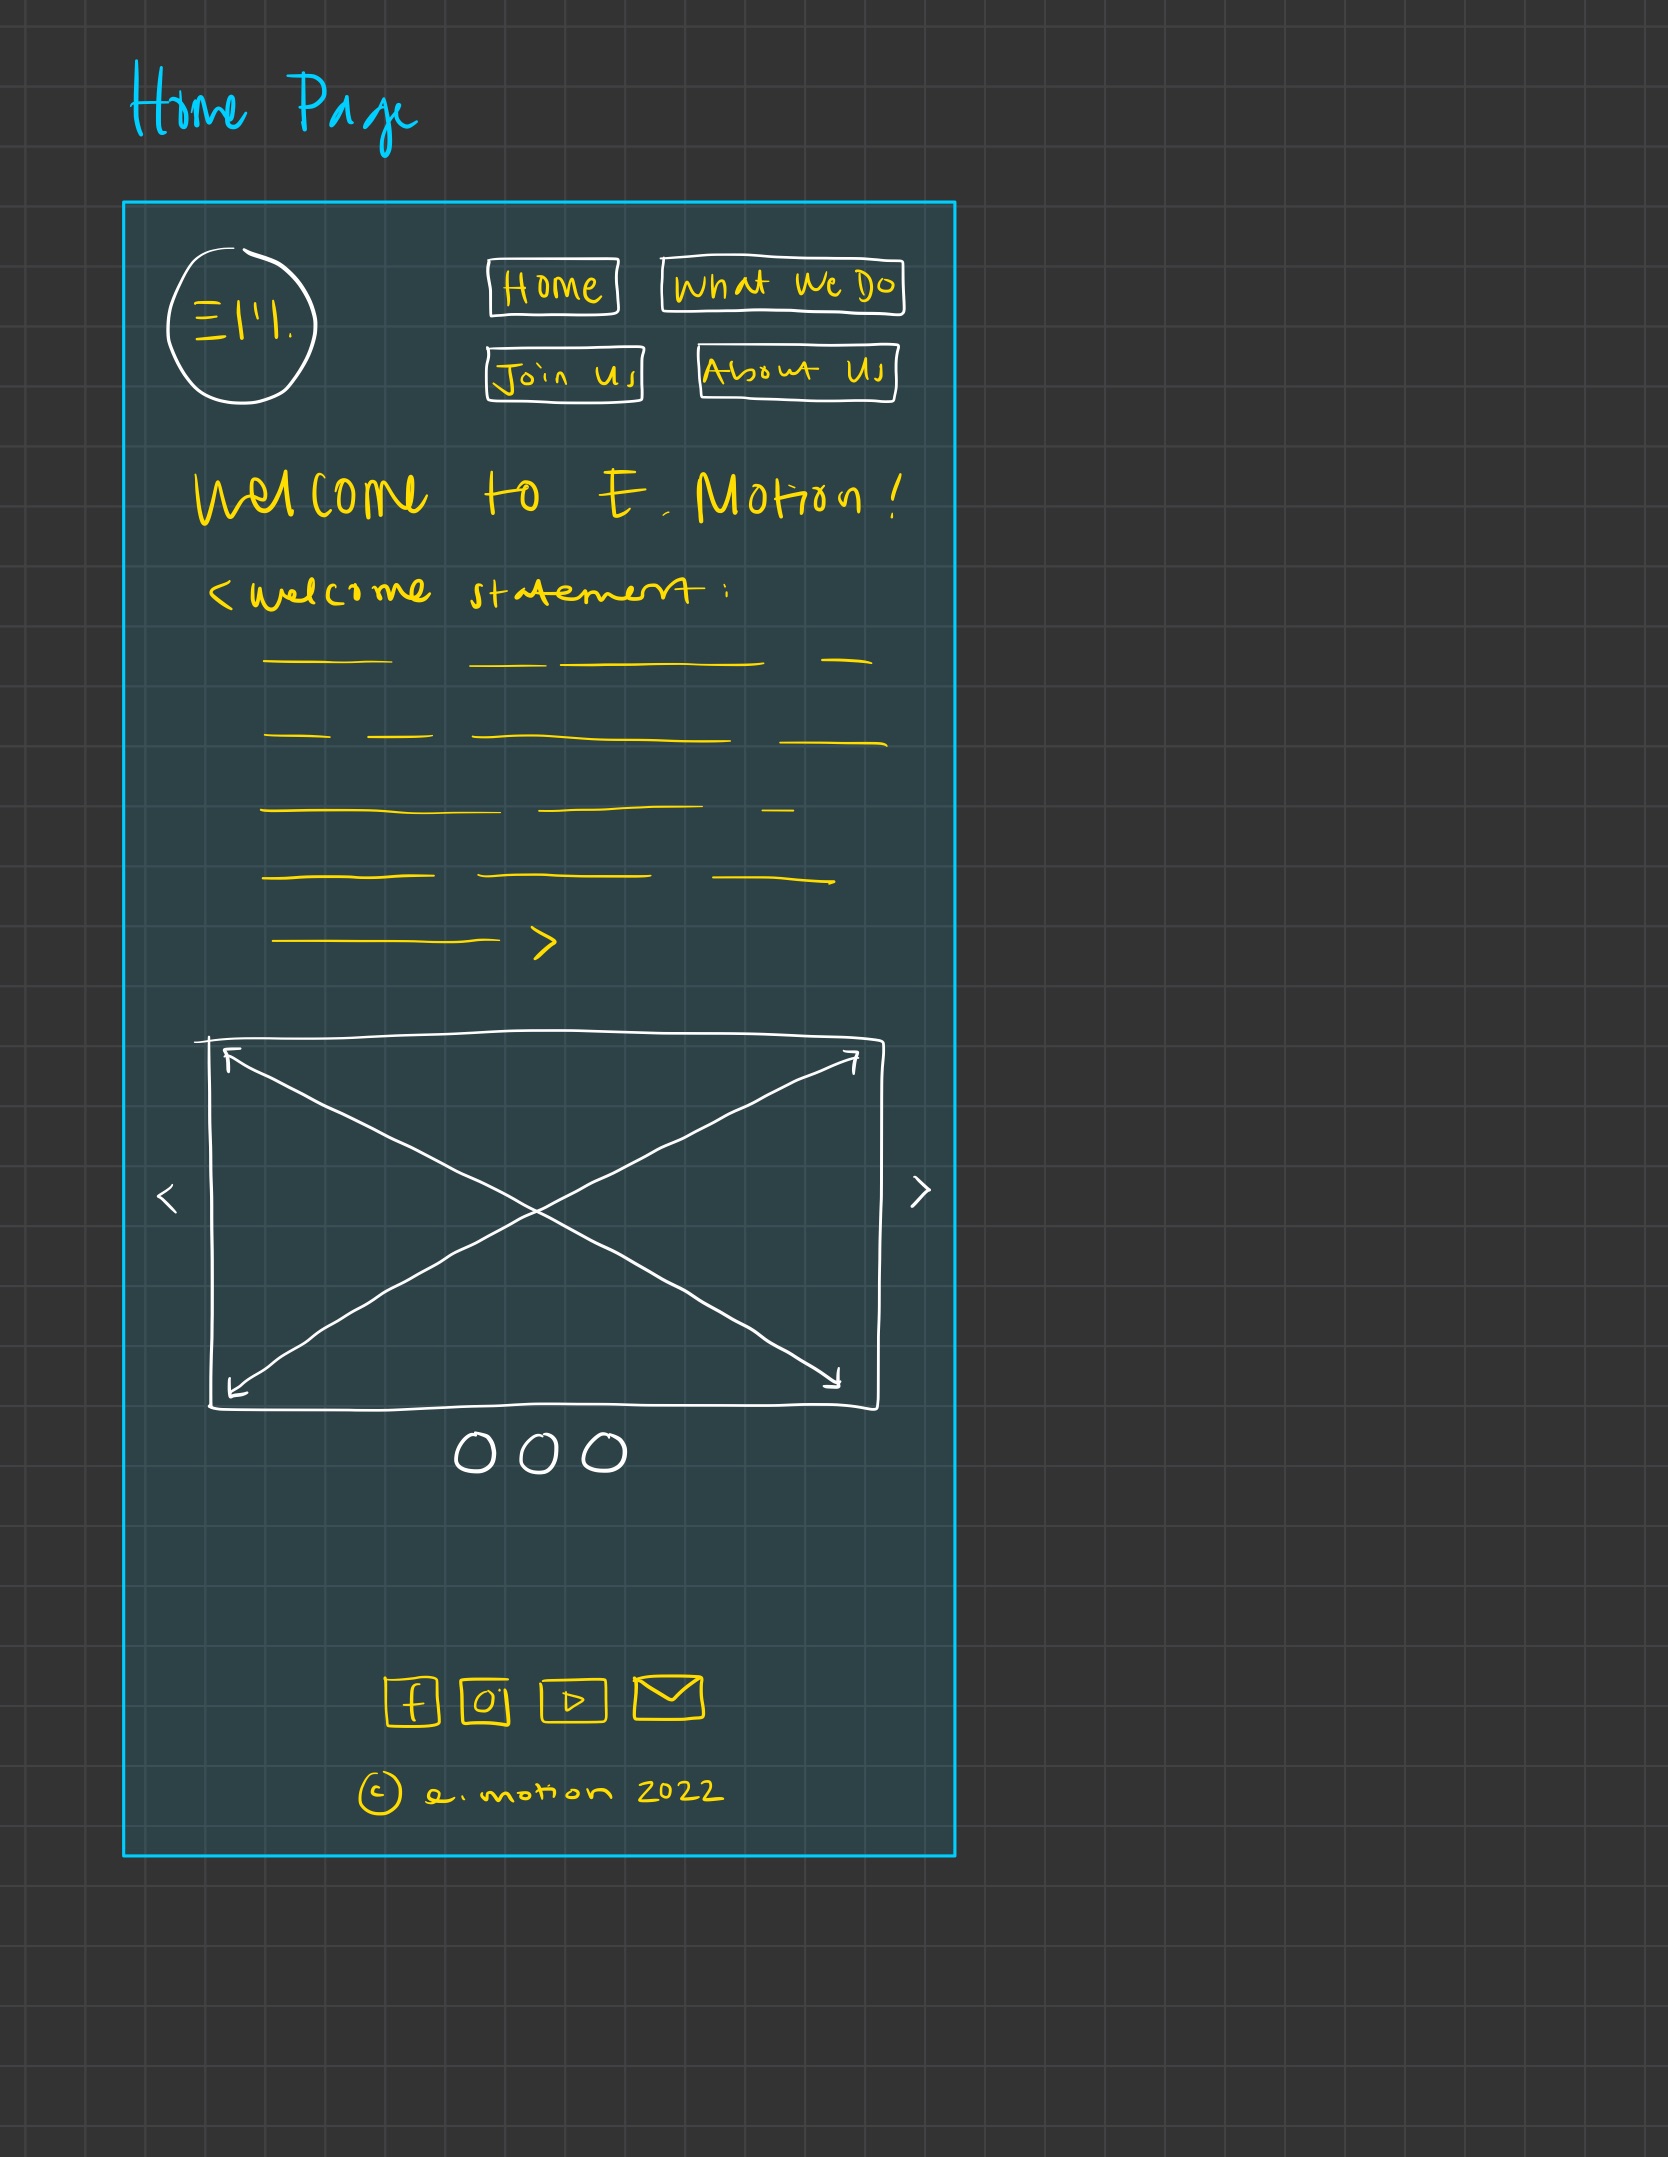 Home Page
Home
What We Do
Join Us
About Us
Welcome to E.Motion!
<welcome statement:
>
<
>
f
© e.motion 2022